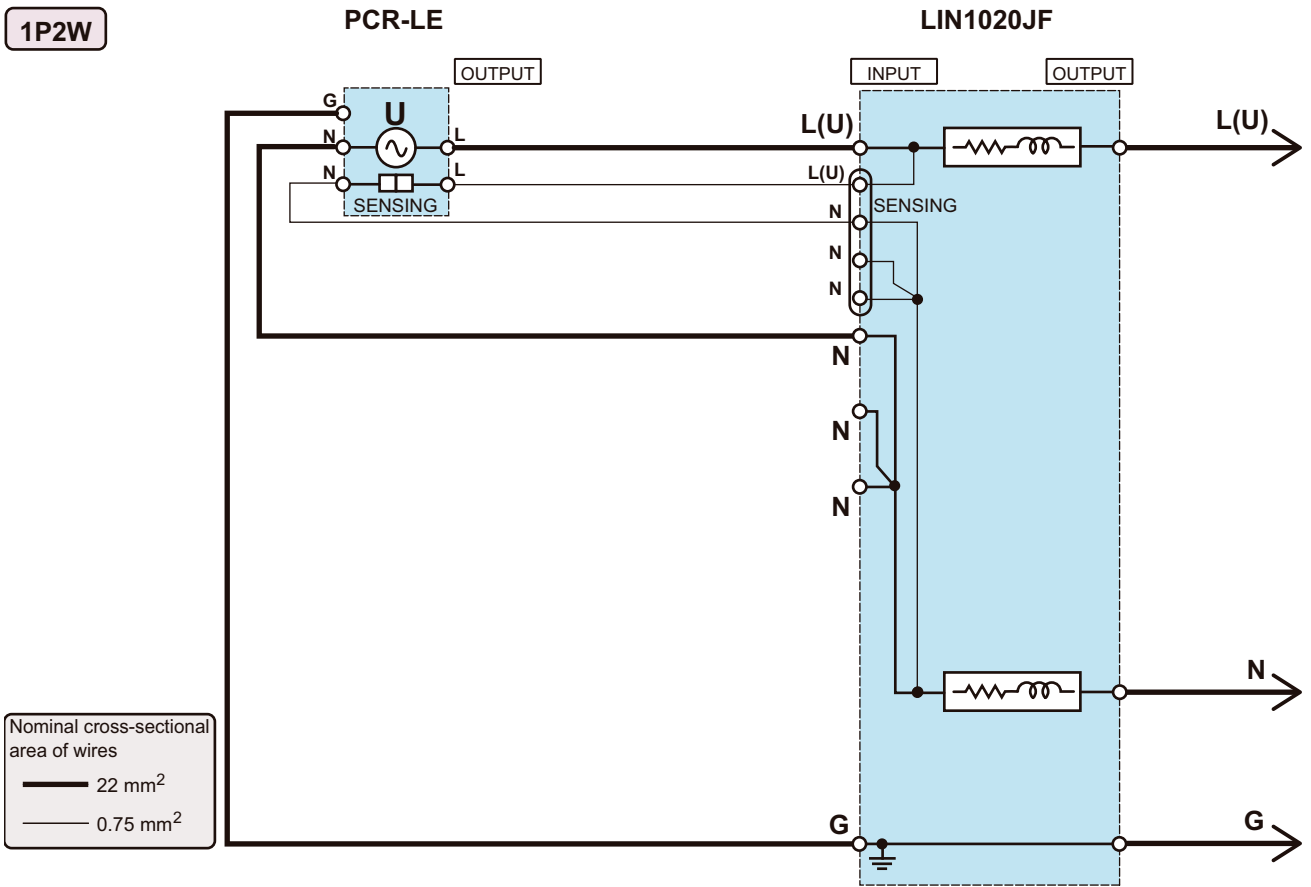 1P2W
PCR-LE
LIN1020JF
OUTPUT
INPUT
OUTPUT
G
U
N
L
L(U)
L(U)
N
L
L(U)
SENSING
SENSING
N
N
N
N
N
N
N
Nominal cross-sectional
area of wires
22 mm2
0.75 mm2
G
G